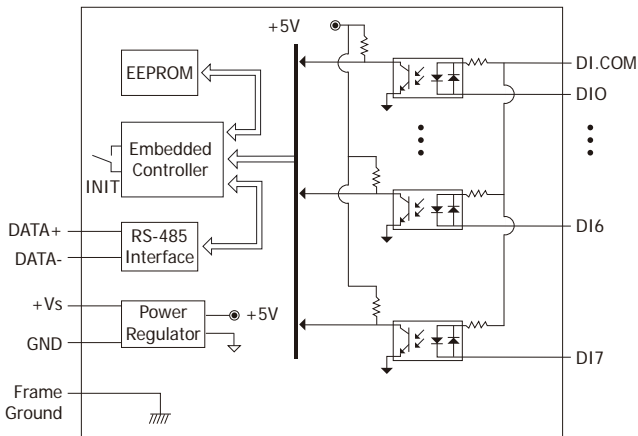 +5V
EEPROM
DI.COM
DIO
Embedded
Controller
INIT
DI6
DATA+
DATA-
RS-485
Interface
+Vs
GND
Power
Regulator
+5V
DI7
Frame
Ground